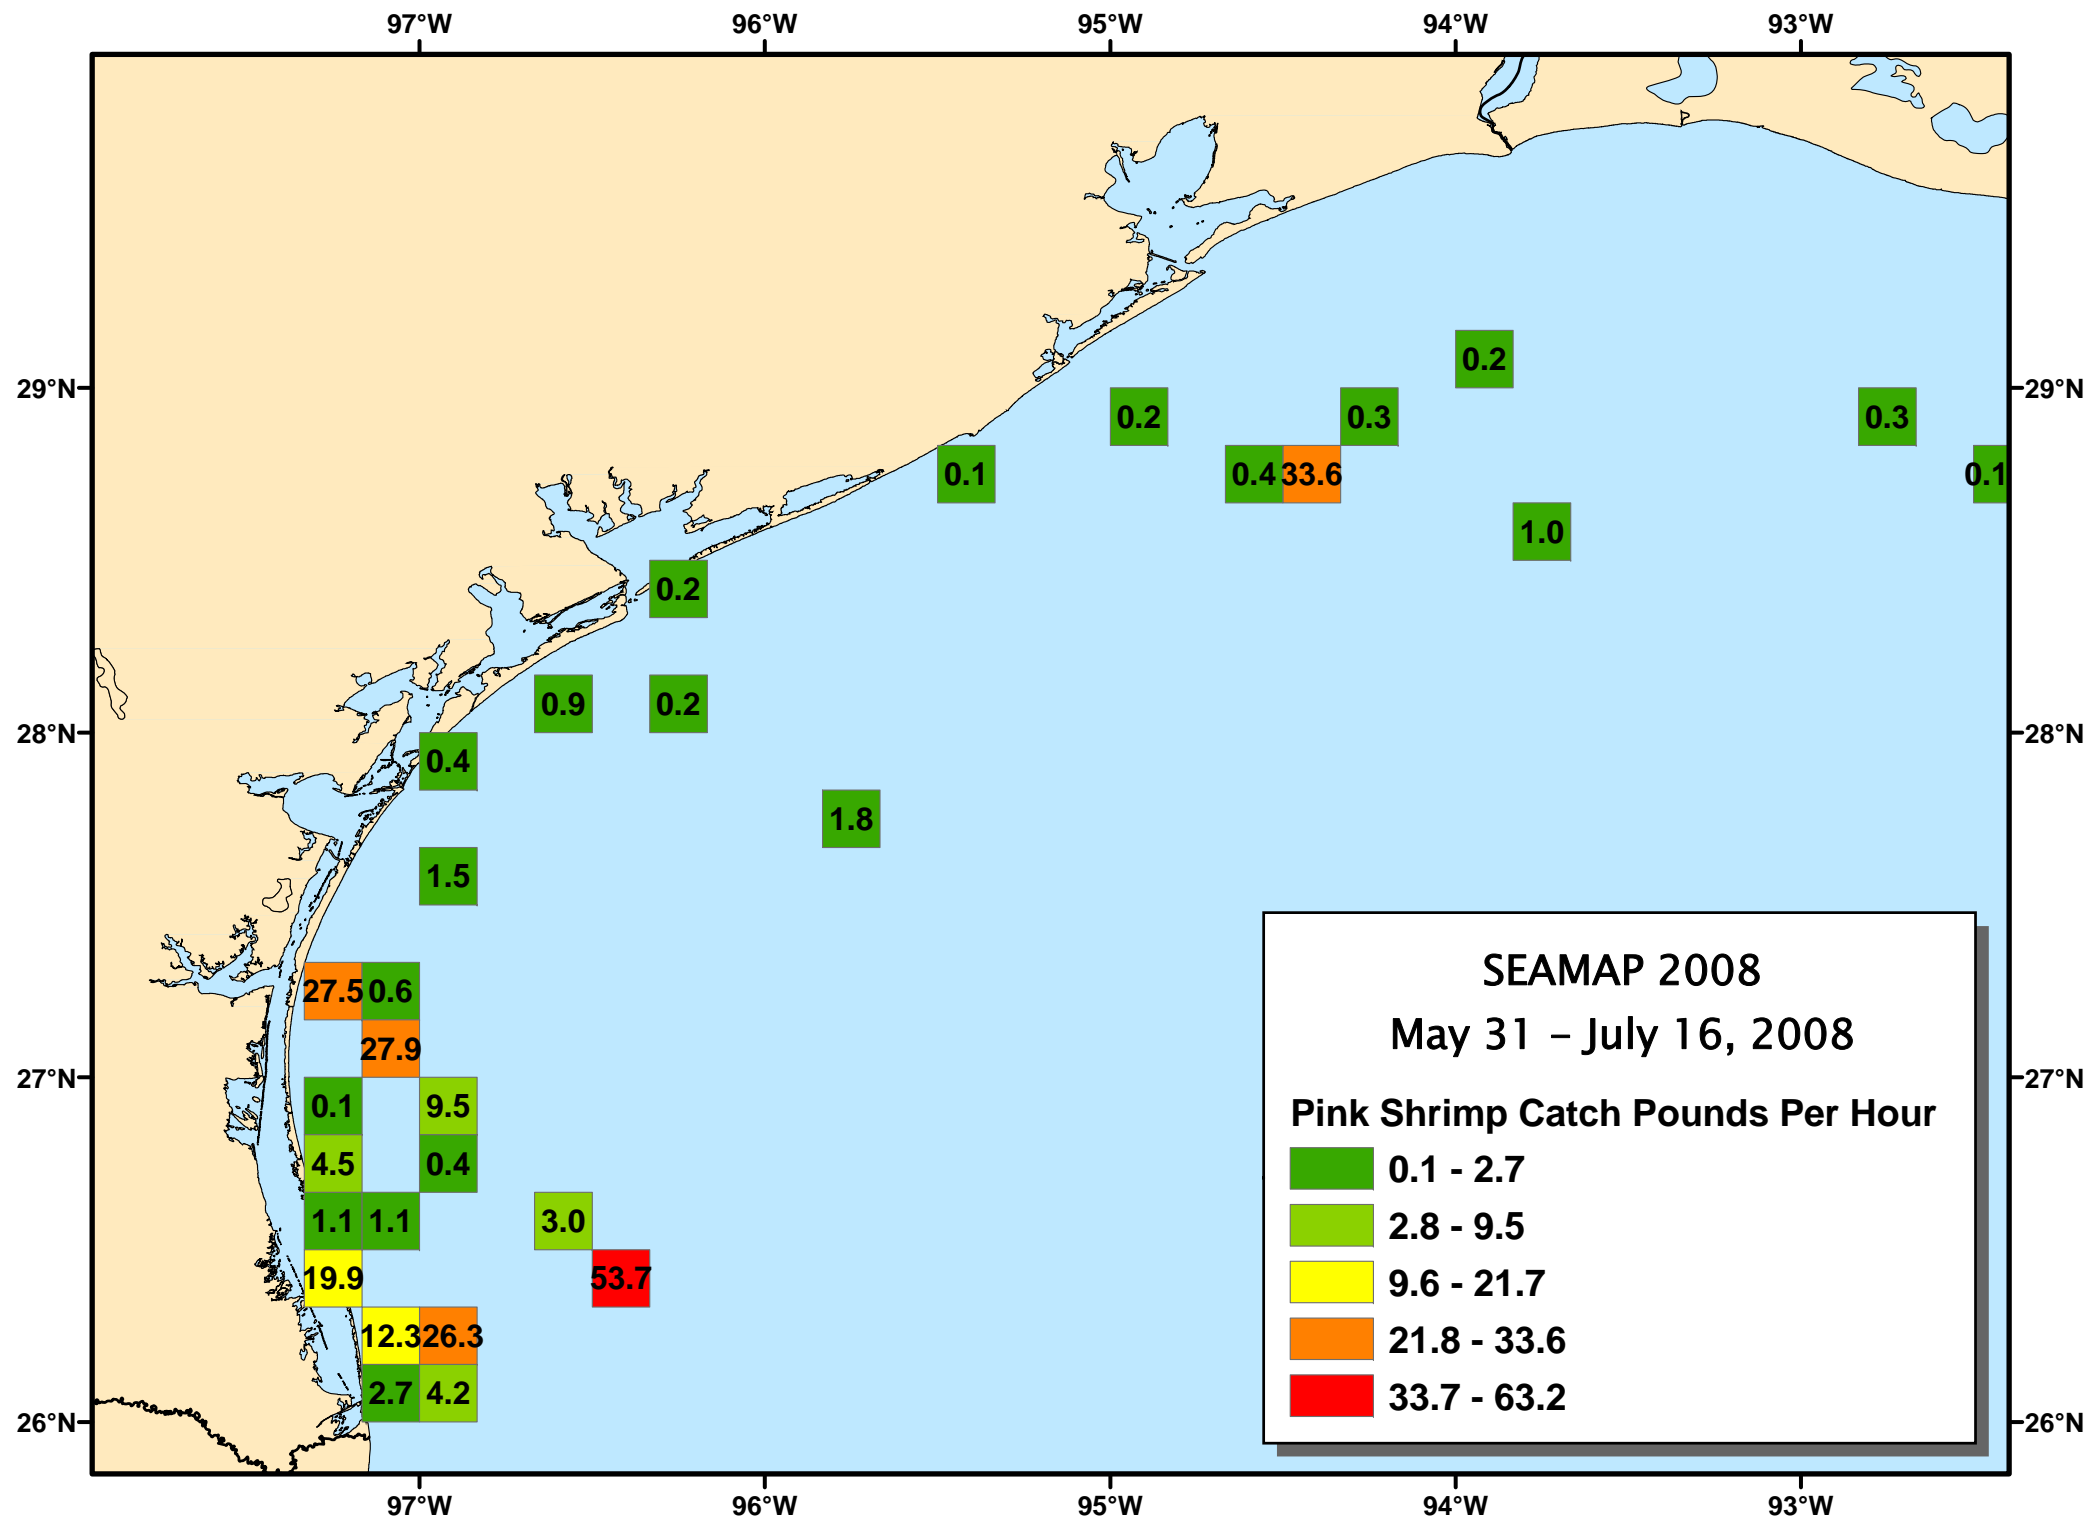 97°W 96°W 95°W 94°W 93°W
0.2
29°N 29°N
0.2 0.3 0.3
0.1 0.4 33.6 0.1
1.0
0.2
0.9 0.2
28°N 28°N
0.4
1.8
1.5
27.5 0.6
27.9
27°N 27°N
0.1 9.5
4.5 0.4
1.1 1.1 3.0
19.9 53.7
12.3 26.3
2.7 4.2
26°N 26°N
SEAMAP 2008
May 31 – July 16, 2008
Pink Shrimp Catch Pounds Per Hour
0.1 - 2.7
2.8 - 9.5
9.6 - 21.7
21.8 - 33.6
33.7 - 63.2
97°W 96°W 95°W 94°W 93°W